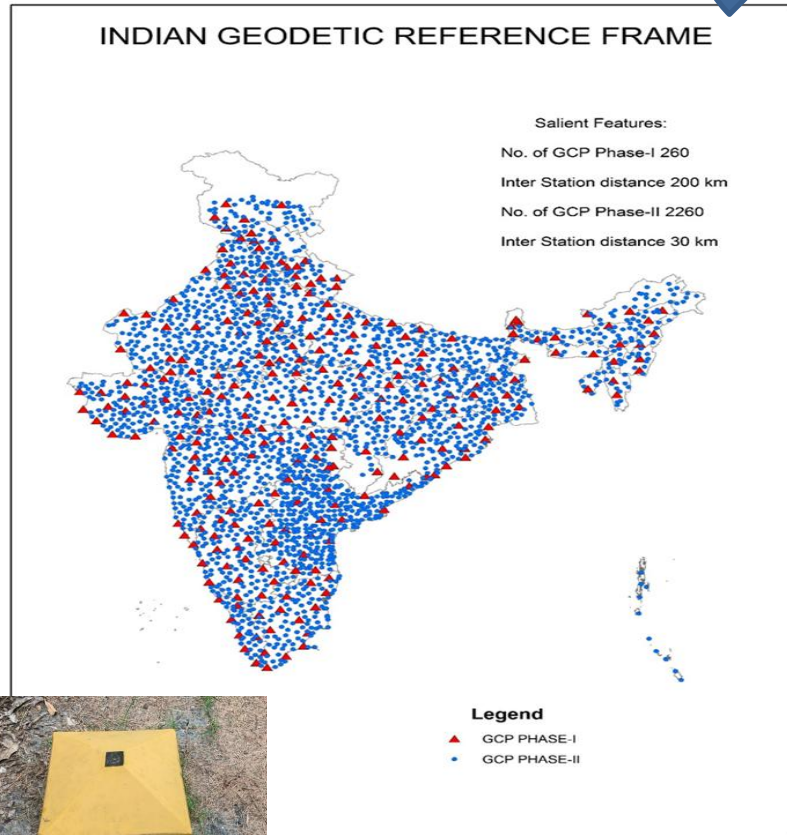 INDIAN GEODETIC REFERENCE FRAME
Salient Features:
No. of GCP Phase-I 260
Inter Station distance 200 km
No. of GCP Phase-II 2260
Inter Station distance 30 km
Legend
GCP PHASE-I
GCP PHASE-II